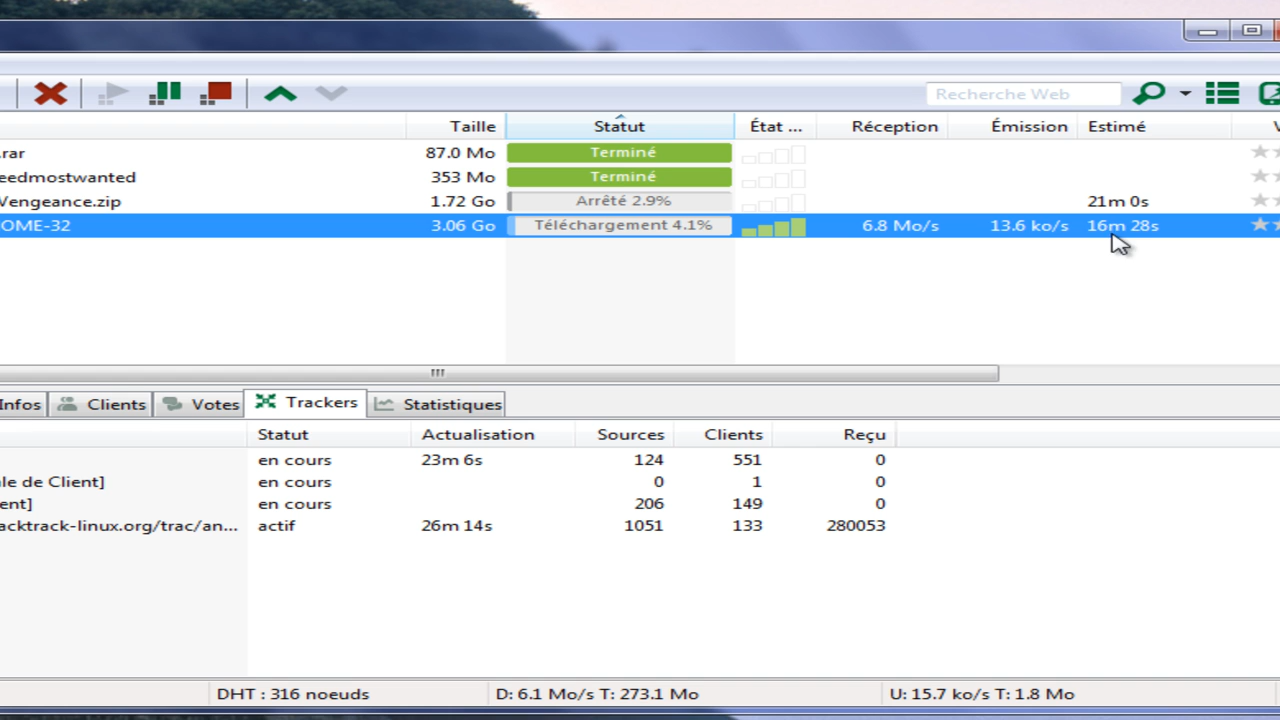 Recherche Web
Taille Statut État ... Réception Émission Estimé
.rar 87.0 Mo Terminé
eedmostwanted 353 Mo Terminé
Vengeance.zip 1.72 Go Arrêté 2.9% 21m 0s
OME-32 3.06 Go Téléchargement 4.1% 6.8 Mo/s 13.6 ko/s 16m 28s
Infos Clients Votes Trackers Statistiques
Statut Actualisation Sources Clients Reçu
en cours 23m 6s 124 551 0
le de Client] en cours 0 1 0
ent] en cours 206 149 0
acktrack-linux.org/trac/an... actif 26m 14s 1051 133 280053
DHT : 316 noeuds D: 6.1 Mo/s T: 273.1 Mo U: 15.7 ko/s T: 1.8 Mo